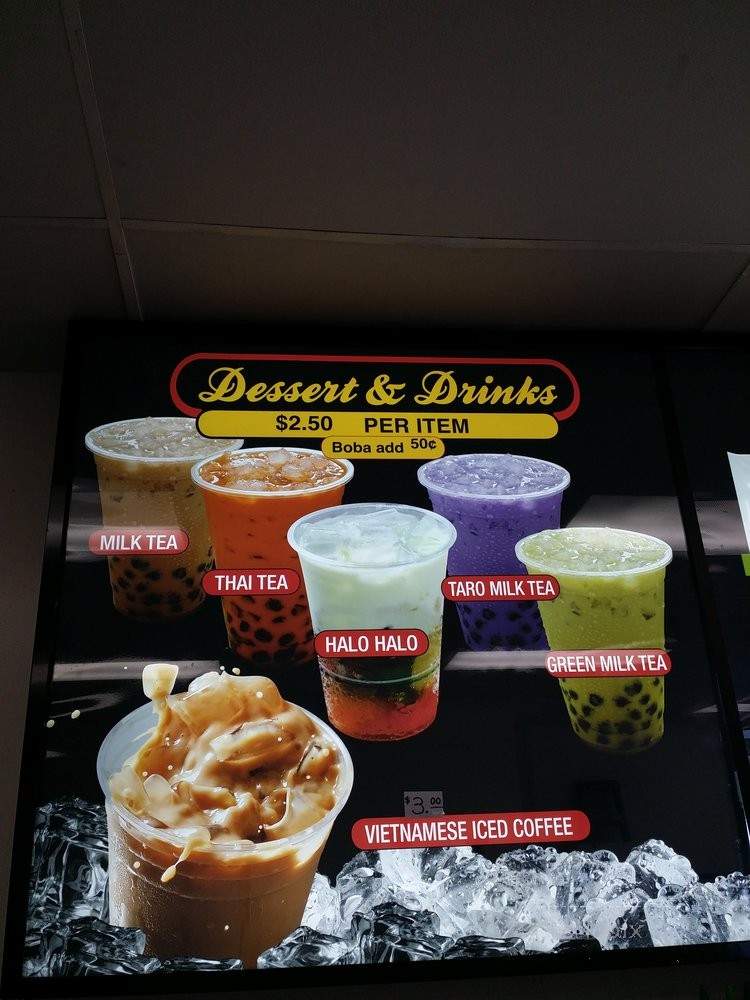 Dessert & Drinks
$2.50 PER ITEM
Boba add 50¢
MILK TEA
THAI TEA
TARO MILK TEA
HALO HALO
GREEN MILK TEA
$3.00
VIETNAMESE ICED COFFEE